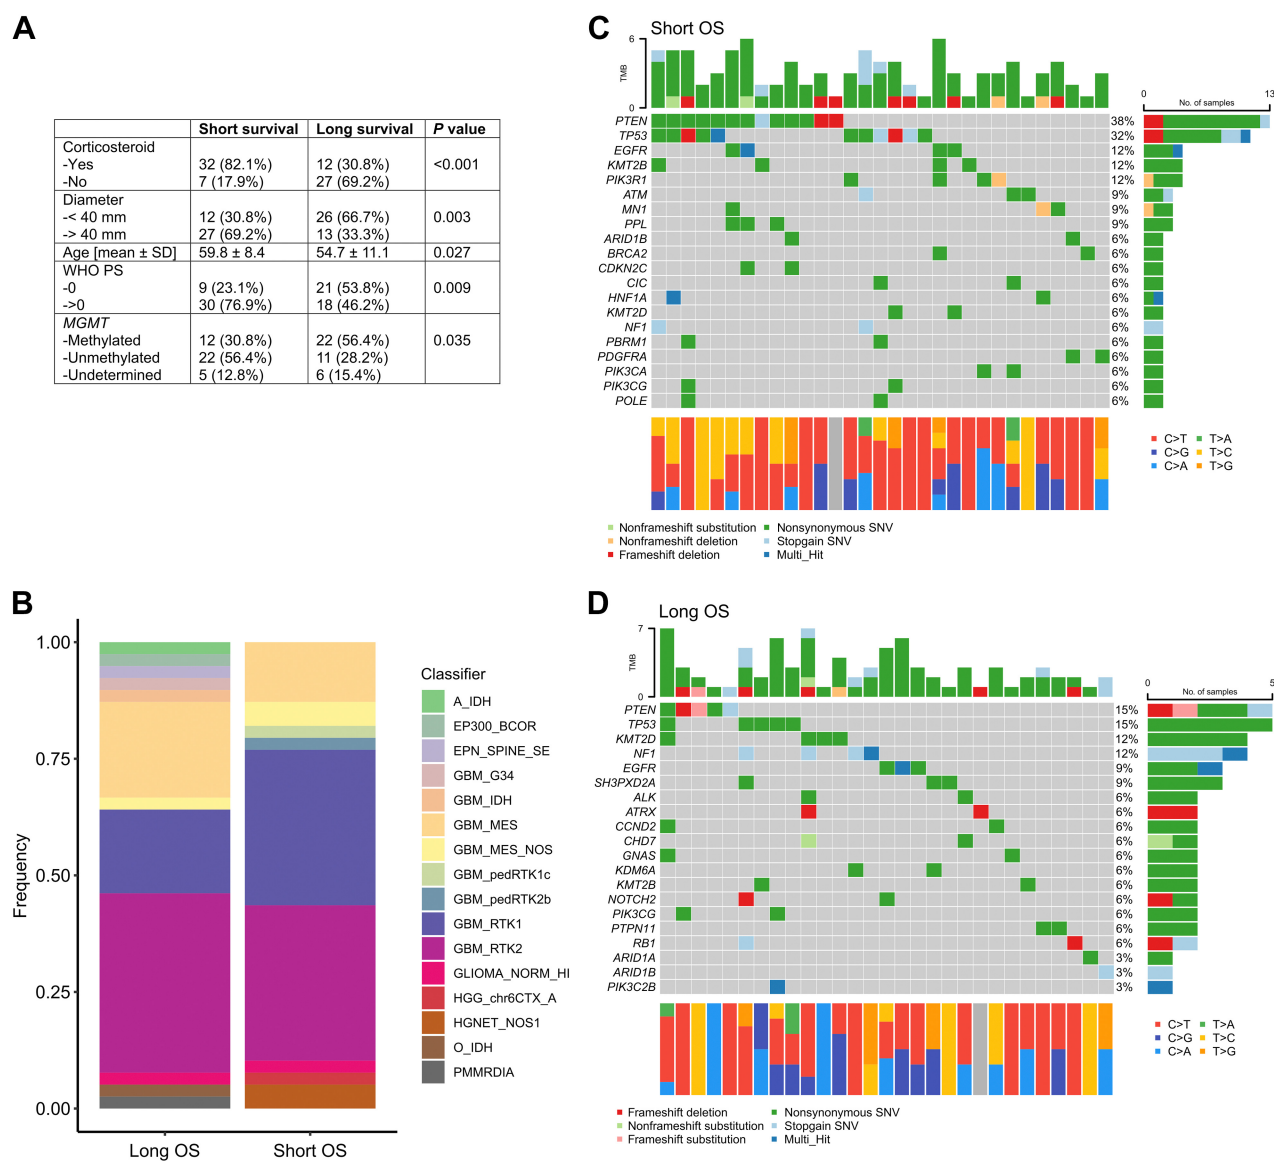 A
Short survival Long survival P value
Corticosteroid
-Yes 32 (82.1%) 12 (30.8%) <0.001
-No 7 (17.9%) 27 (69.2%)
Diameter
-< 40 mm 12 (30.8%) 26 (66.7%) 0.003
-> 40 mm 27 (69.2%) 13 (33.3%)
Age [mean ± SD] 59.8 ± 8.4 54.7 ± 11.1 0.027
WHO PS
-0 9 (23.1%) 21 (53.8%) 0.009
->0 30 (76.9%) 18 (46.2%)
MGMT
-Methylated 12 (30.8%) 22 (56.4%) 0.035
-Unmethylated 22 (56.4%) 11 (28.2%)
-Undetermined 5 (12.8%) 6 (15.4%)
B
Frequency
1.00
0.75
0.50
0.25
0.00
Long OS Short OS
Classifier
A_IDH
EP300_BCOR
EPN_SPINE_SE
GBM_G34
GBM_IDH
GBM_MES
GBM_MES_NOS
GBM_pedRTK1c
GBM_pedRTK2b
GBM_RTK1
GBM_RTK2
GLIOMA_NORM_HI
HGG_chr6CTX_A
HGNET_NOS1
O_IDH
PMMRDIA
C
Short OS
6
TMB
0
0 13
No. of samples
PTEN 38%
TP53 32%
EGFR 12%
KMT2B 12%
PIK3R1 12%
ATM 9%
MN1 9%
PPL 9%
ARID1B 6%
BRCA2 6%
CDKN2C 6%
CIC 6%
HNF1A 6%
KMT2D 6%
NF1 6%
PBRM1 6%
PDGFRA 6%
PIK3CA 6%
PIK3CG 6%
POLE 6%
C>T T>A
C>G T>C
C>A T>G
Nonframeshift substitution Nonsynonymous SNV
Nonframeshift deletion Stopgain SNV
Frameshift deletion Multi_Hit
D
Long OS
7
TMB
0
0 5
No. of samples
PTEN 15%
TP53 15%
KMT2D 12%
NF1 12%
EGFR 9%
SH3PXD2A 9%
ALK 6%
ATRX 6%
CCND2 6%
CHD7 6%
GNAS 6%
KDM6A 6%
KMT2B 6%
NOTCH2 6%
PIK3CG 6%
PTPN11 6%
RB1 6%
ARID1A 3%
ARID1B 3%
PIK3C2B 3%
C>T T>A
C>G T>C
C>A T>G
Frameshift deletion Nonsynonymous SNV
Nonframeshift substitution Stopgain SNV
Frameshift substitution Multi_Hit